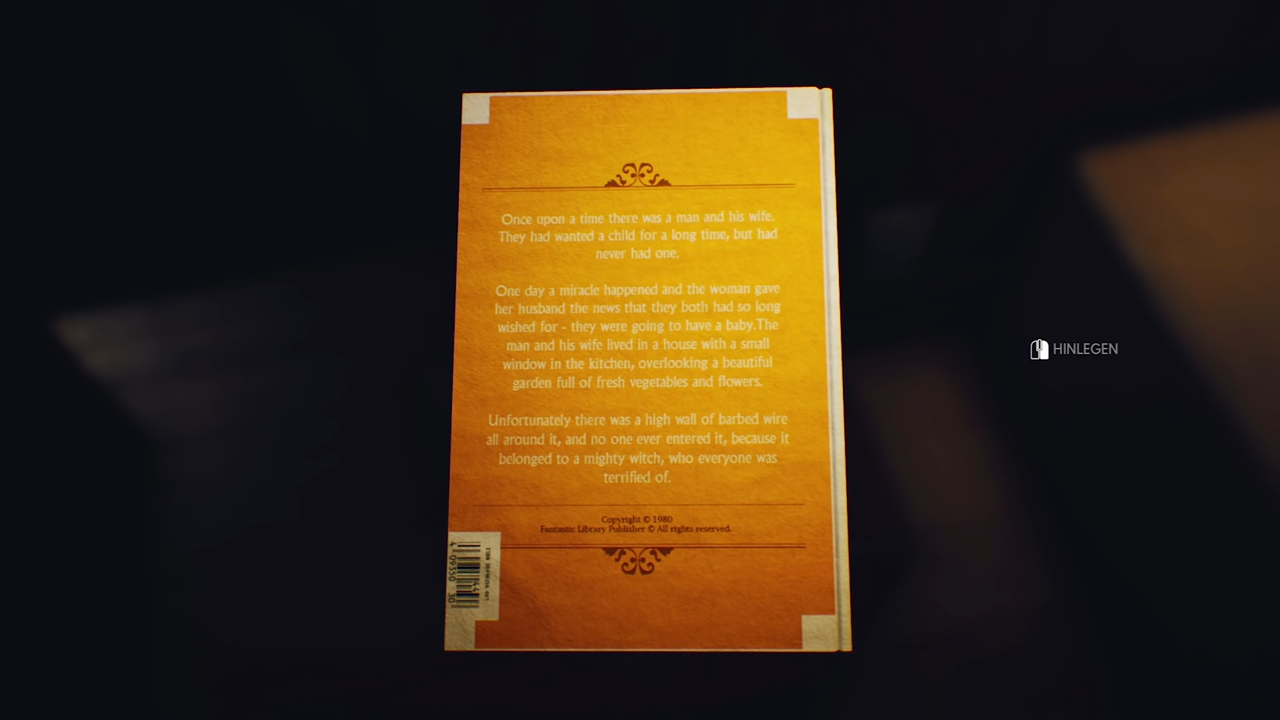 Once upon a time there was a man and his wife.
They had wanted a child for a long time, but had
never had one.
One day a miracle happened and the woman gave
her husband the news that they both had so long
wished for - they were going to have a baby.The
man and his wife lived in a house with a small
window in the kitchen, overlooking a beautiful
garden full of fresh vegetables and flowers.
Unfortunately there was a high wall of barbed wire
all around it, and no one ever entered it, because it
belonged to a mighty witch, who everyone was
terrified of.
Copyright © 1980
Fantastic Library Publisher © All rights reserved.
HINLEGEN